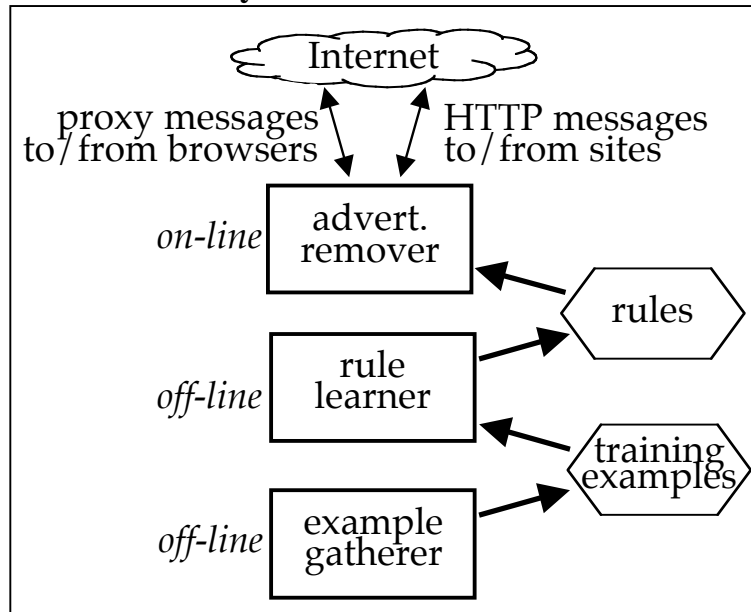 Internet
proxy messages
to/from browsers
HTTP messages
to/from sites
on-line
advert.
remover
rules
off-line
rule
learner
training
examples
off-line
example
gatherer